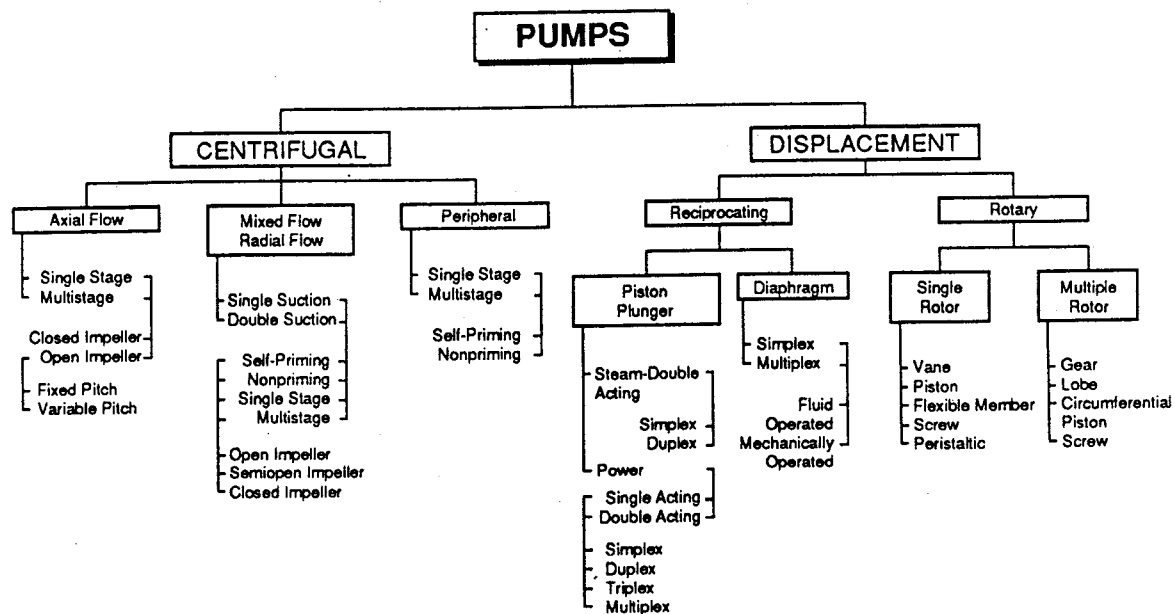 PUMPS
CENTRIFUGAL
DISPLACEMENT
Axial Flow
Mixed Flow
Radial Flow
Peripheral
Reciprocating
Rotary
Single Stage
Multistage
Closed Impeller
Open Impeller
Fixed Pitch
Variable Pitch
Single Suction
Double Suction
Self-Priming
Nonpriming
Single Stage
Multistage
Open Impeller
Semiopen Impeller
Closed Impeller
Single Stage
Multistage
Self-Priming
Nonpriming
Piston
Plunger
Steam-Double
Acting
Simplex
Duplex
Power
Single Acting
Double Acting
Simplex
Duplex
Triplex
Multiplex
Diaphragm
Simplex
Multiplex
Fluid
Operated
Mechanically
Operated
Single
Rotor
Vane
Piston
Flexible Member
Screw
Peristaltic
Multiple
Rotor
Gear
Lobe
Circumferential
Piston
Screw